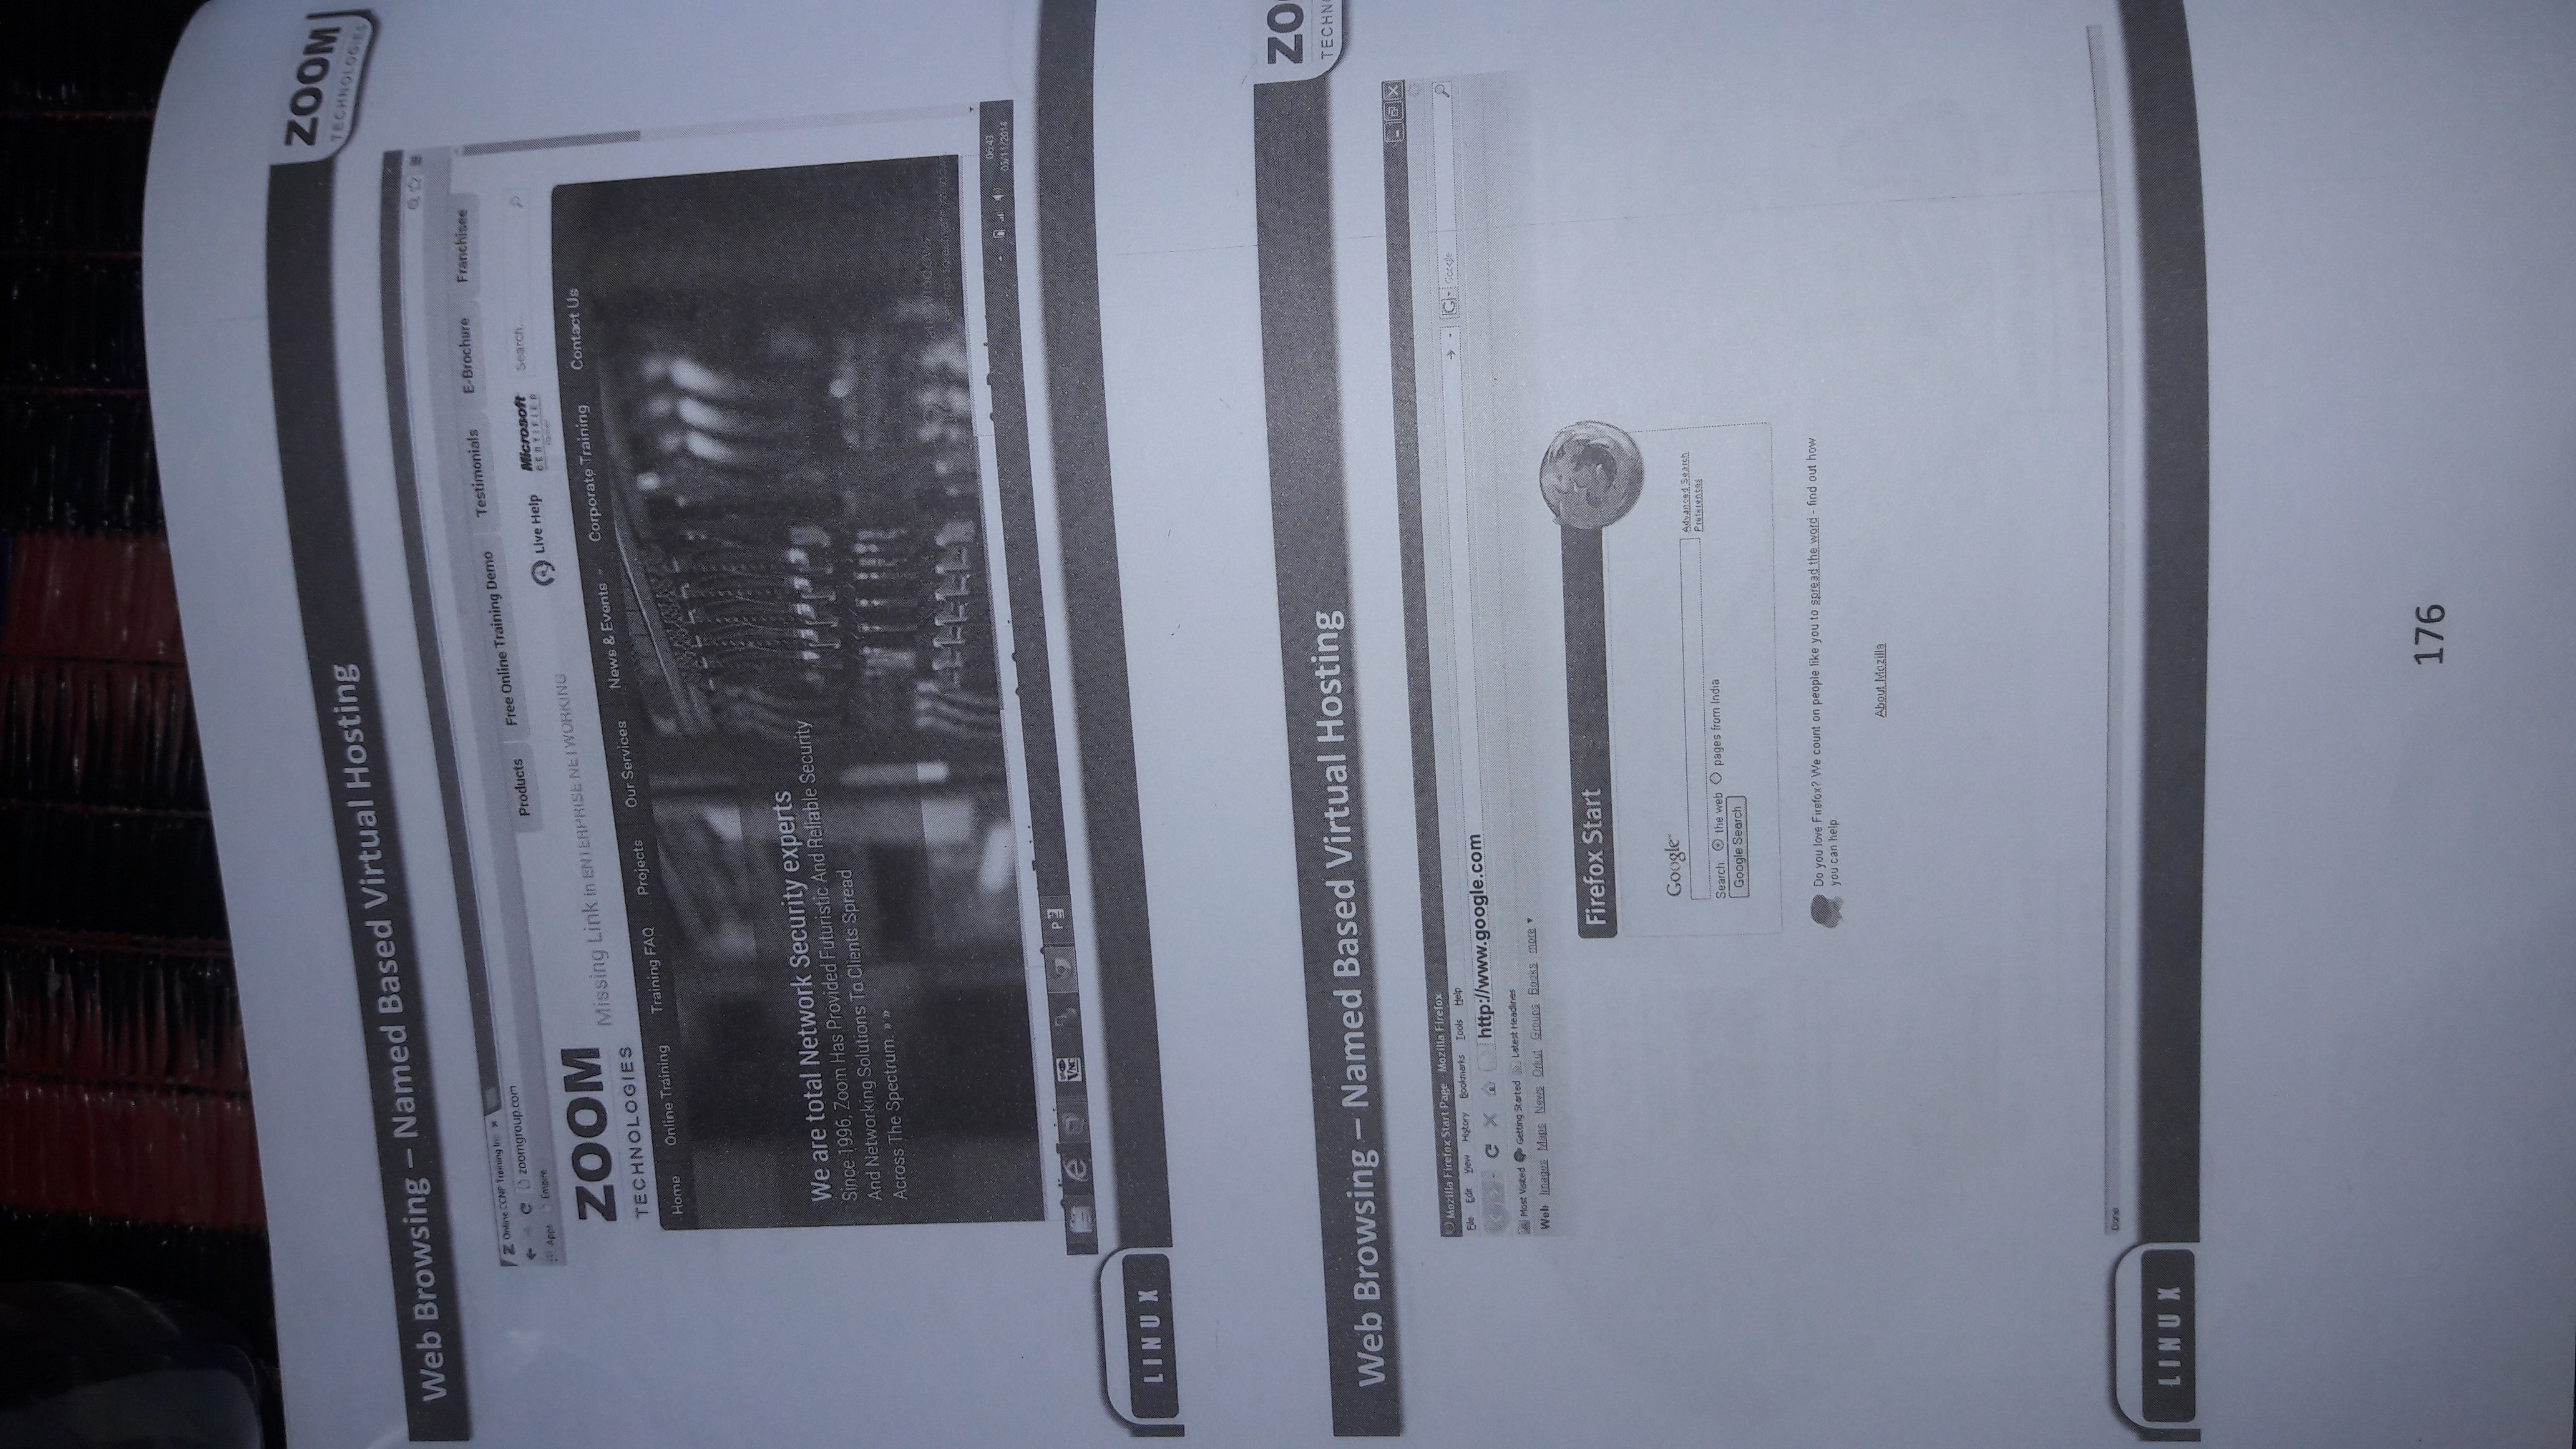 ZOOM
TECHNOLOGIES
Web Browsing – Named Based Virtual Hosting
Online CCNP Training In
zoomgroup.com
Apps Empire
Products Free Online Training Demo Testimonials E-Brochure Franchisee
ZOOM
TECHNOLOGIES
Missing Link in ENTERPRISE NETWORKING
Live Help
Microsoft
CERTIFIED
Search...
Home Online Training Training FAQ Projects Our Services News & Events Corporate Training Contact Us
We are total Network Security experts
Since 1996, Zoom Has Provided Futuristic And Reliable Security
And Networking Solutions To Clients Spread
Across The Spectrum. » »
06:43
05/11/2014
LINUX
ZO
TECHN
Web Browsing – Named Based Virtual Hosting
Mozilla Firefox Start Page - Mozilla Firefox
File Edit View History Bookmarks Tools Help
http://www.google.com
Google
Most Visited Getting Started Latest Headlines
Web Images Maps News Orkut Groups Books more ▼
Firefox Start
Google™
Advanced Search
Preferences
Search: the web pages from India
Google Search
Do you love Firefox? We count on people like you to spread the word - find out how
you can help.
About Mozilla
Done
LINUX
176